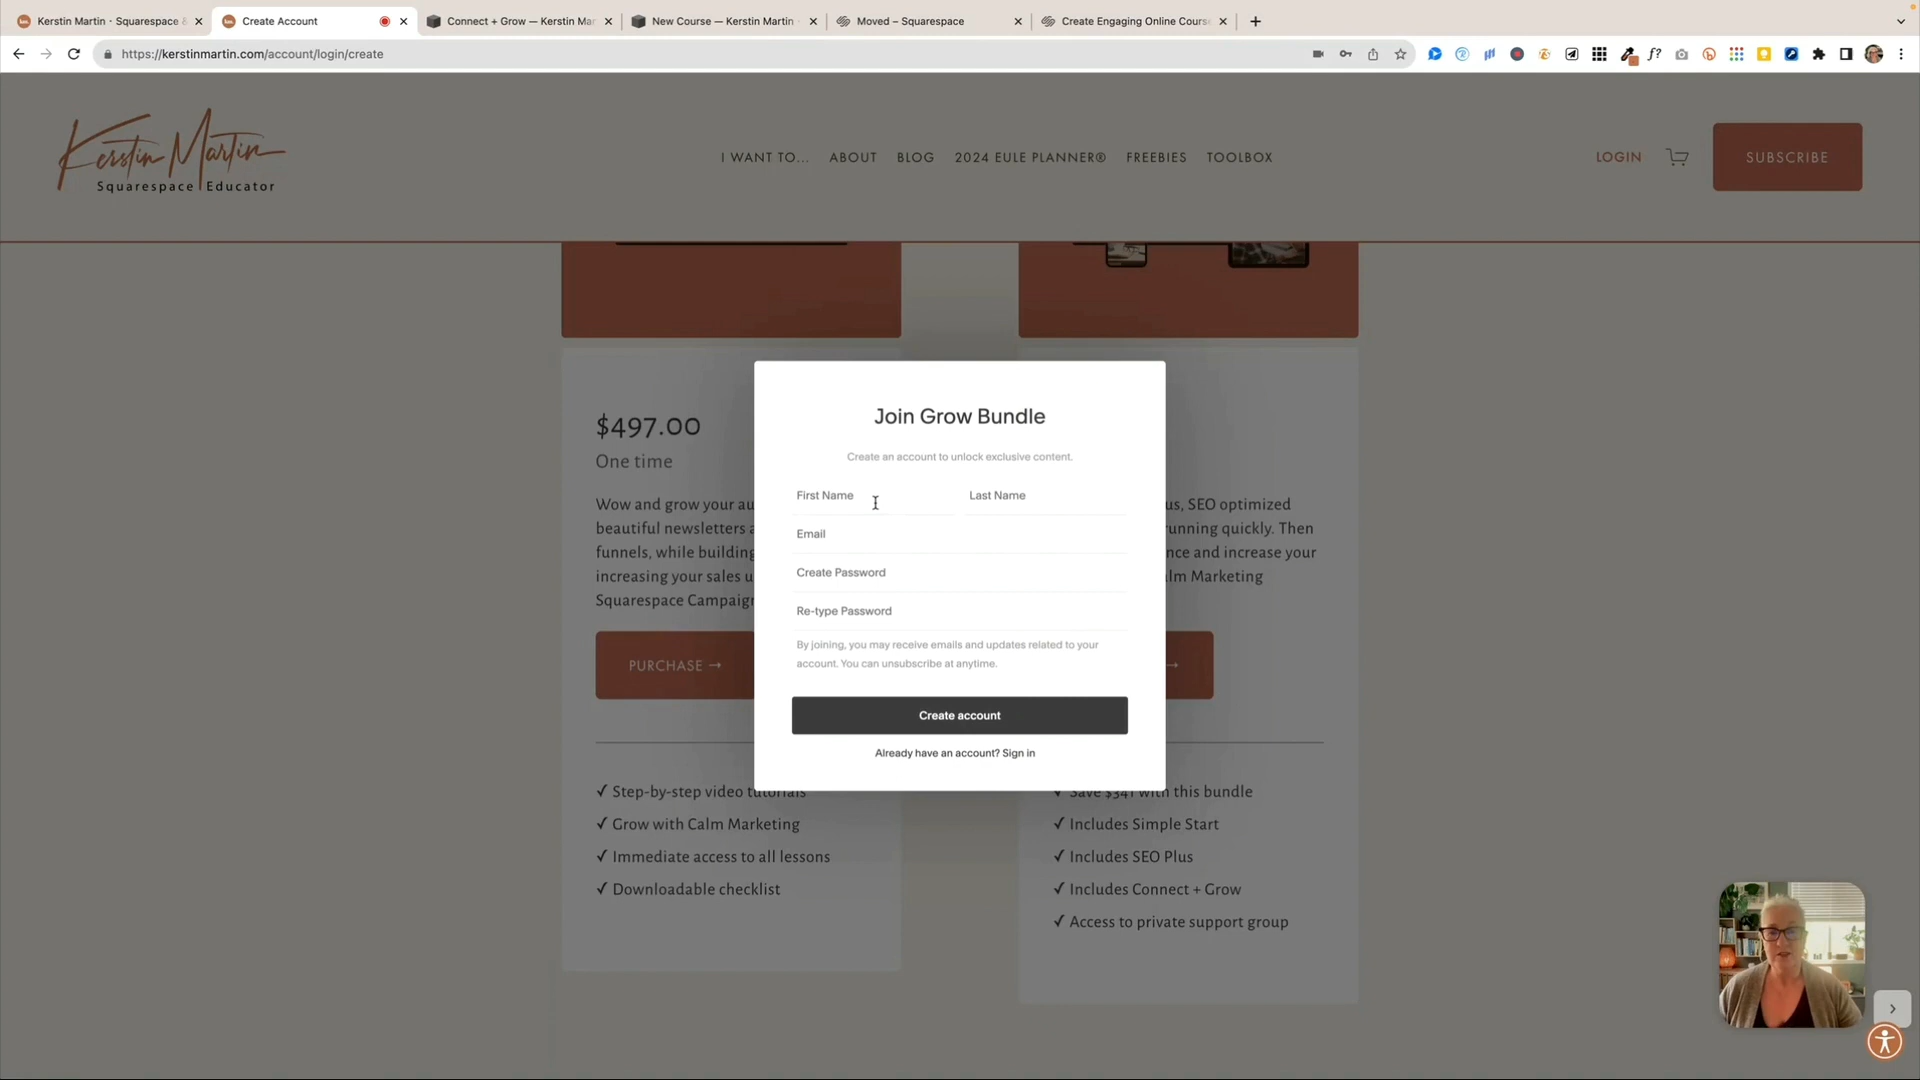 Kerstin Martin · Squarespace &
Create Account
Connect + Grow — Kerstin Mar
New Course — Kerstin Martin ·
Moved – Squarespace
Create Engaging Online Course
https://kerstinmartin.com/account/login/create
f?
Kerstin Martin
Squarespace Educator
I WANT TO...
ABOUT
BLOG
2024 EULE PLANNER®
FREEBIES
TOOLBOX
LOGIN
SUBSCRIBE
$497.00
One time
Wow and grow your au
beautiful newsletters a
funnels, while building
increasing your sales u
Squarespace Campaig
PURCHASE →
✓ Step-by-step video tutorials
✓ Grow with Calm Marketing
✓ Immediate access to all lessons
✓ Downloadable checklist
Join Grow Bundle
Create an account to unlock exclusive content.
First Name
Last Name
Email
Create Password
Re-type Password
By joining, you may receive emails and updates related to your
account. You can unsubscribe at anytime.
Create account
Already have an account? Sign in
us, SEO optimized
running quickly. Then
nce and increase your
lm Marketing
→
✓ Save $341 with this bundle
✓ Includes Simple Start
✓ Includes SEO Plus
✓ Includes Connect + Grow
✓ Access to private support group